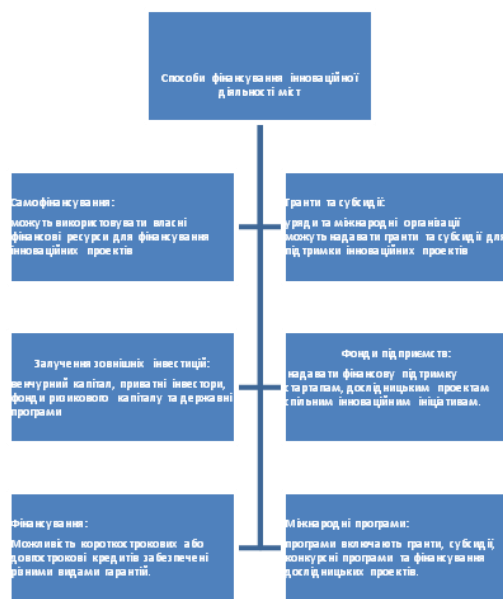 Способи фінансування інноваційної
діяльності міст
Самофінансування:
можуть використовувати власні
фінансові ресурси для фінансування
інноваційних проектів
Гранти та субсидії:
уряди та міжнародні організації
можуть надавати гранти та субсидії для
підтримки інноваційних проектів
Залучення зовнішніх інвестицій:
венчурний капітал, приватні інвестори,
фонди ризикового капіталу та державні
програми
Фонди підприємств:
надавати фінансову підтримку
стартапам, дослідницьким проектам
спільним інноваційним ініціативам.
Фінансування:
Можливість короткострокових або
довгострокові кредитів забезпечені
різними видами гарантій.
Міжнародні програми:
програми включають гранти, субсидії,
конкурсні програми та фінансування
дослідницьких проектів.